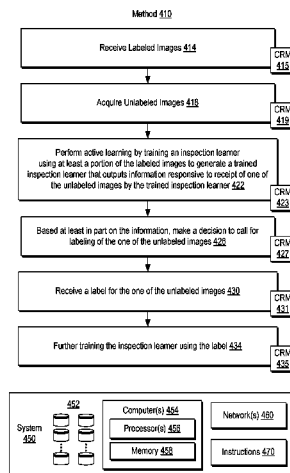 Method 410
Receive Labeled Images 414
CRM
415
Acquire Unlabeled Images 418
CRM
419
Perform active learning by training an inspection learner
using at least a portion of the labeled images to generate a trained
inspection learner that outputs information responsive to receipt of one of
the unlabeled images by the trained inspection learner 422
CRM
423
Based at least in part on the information, make a decision to call for
labeling of the one of the unlabeled images 426
CRM
427
Receive a label for the one of the unlabeled images 430
CRM
431
Further training the inspection learner using the label 434
CRM
435
System
450
452
Computer(s) 454
Processor(s) 456
Memory 458
Network(s) 460
Instructions 470